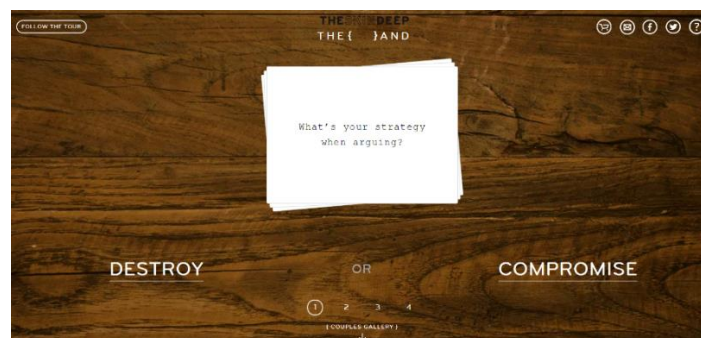 FOLLOW THE TOUR
THE SKIN DEEP
THE{ }AND
?
What's your strategy
when arguing?
DESTROY
OR
COMPROMISE
1 2 3 4
{ COUPLES GALLERY }